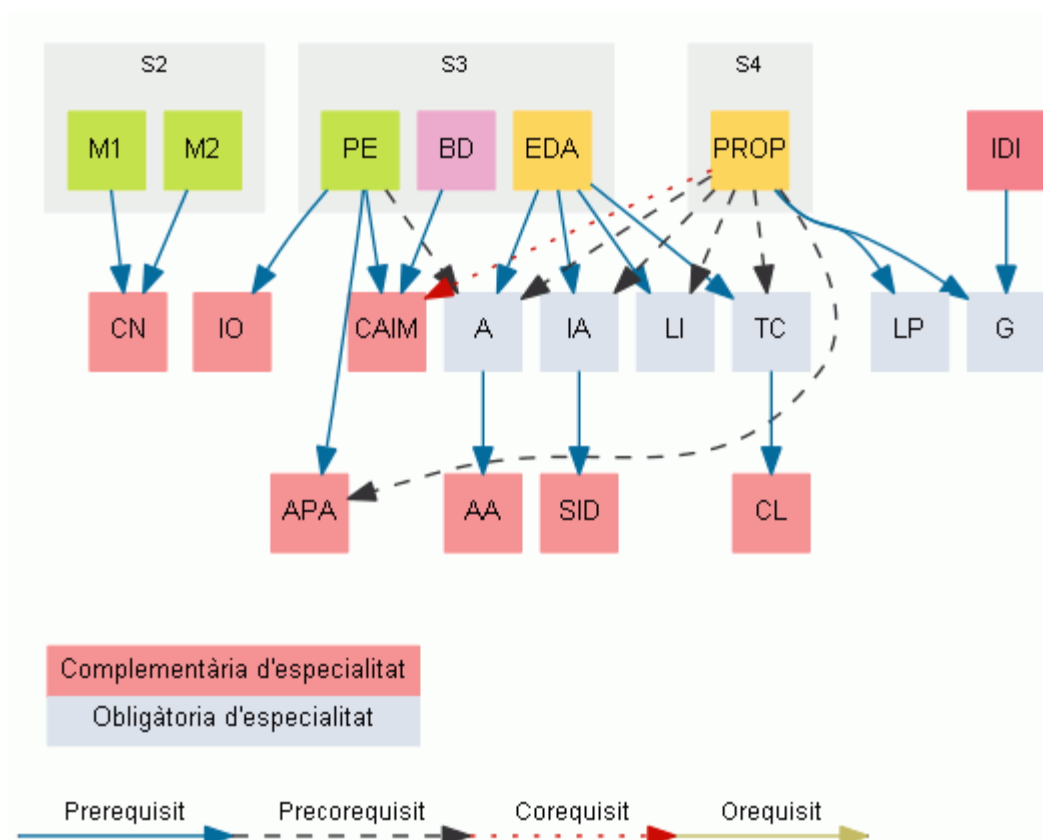 S2
S3
S4
M1
M2
PE
BD
EDA
PROP
IDI
CN
IO
CAIM
A
IA
LI
TC
LP
G
APA
AA
SID
CL
Complementària d'especialitat
Obligàtoria d'especialitat
Prerequisit
Precorequisit
Corequisit
Orequisit